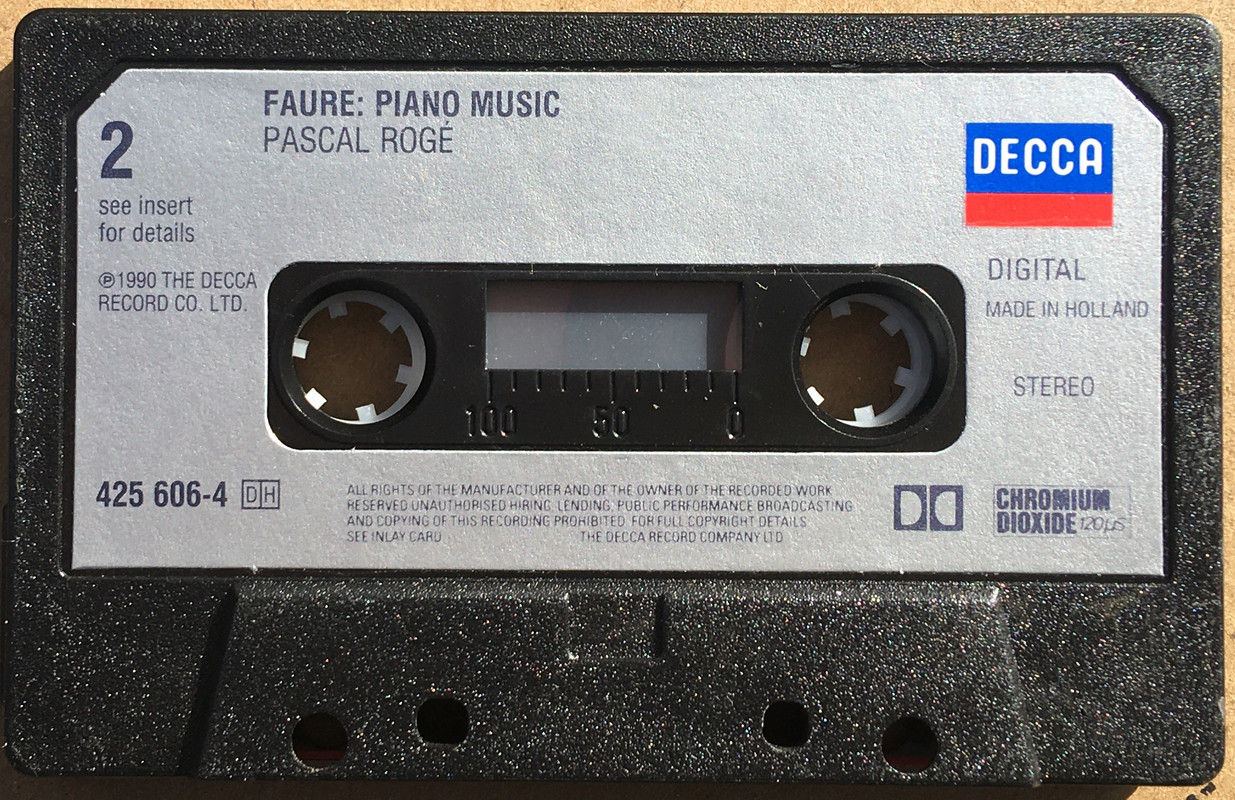 FAURE: PIANO MUSIC
PASCAL ROGÉ
2
see insert
for details
℗1990 THE DECCA
RECORD CO. LTD.
DECCA
DIGITAL
MADE IN HOLLAND
STEREO
100 50 0
425 606-4 DH
ALL RIGHTS OF THE MANUFACTURER AND OF THE OWNER OF THE RECORDED WORK
RESERVED UNAUTHORISED HIRING, LENDING, PUBLIC PERFORMANCE BROADCASTING
AND COPYING OF THIS RECORDING PROHIBITED. FOR FULL COPYRIGHT DETAILS
SEE INLAY CARD THE DECCA RECORD COMPANY LTD
CHROMIUM
DIOXIDE 120µs